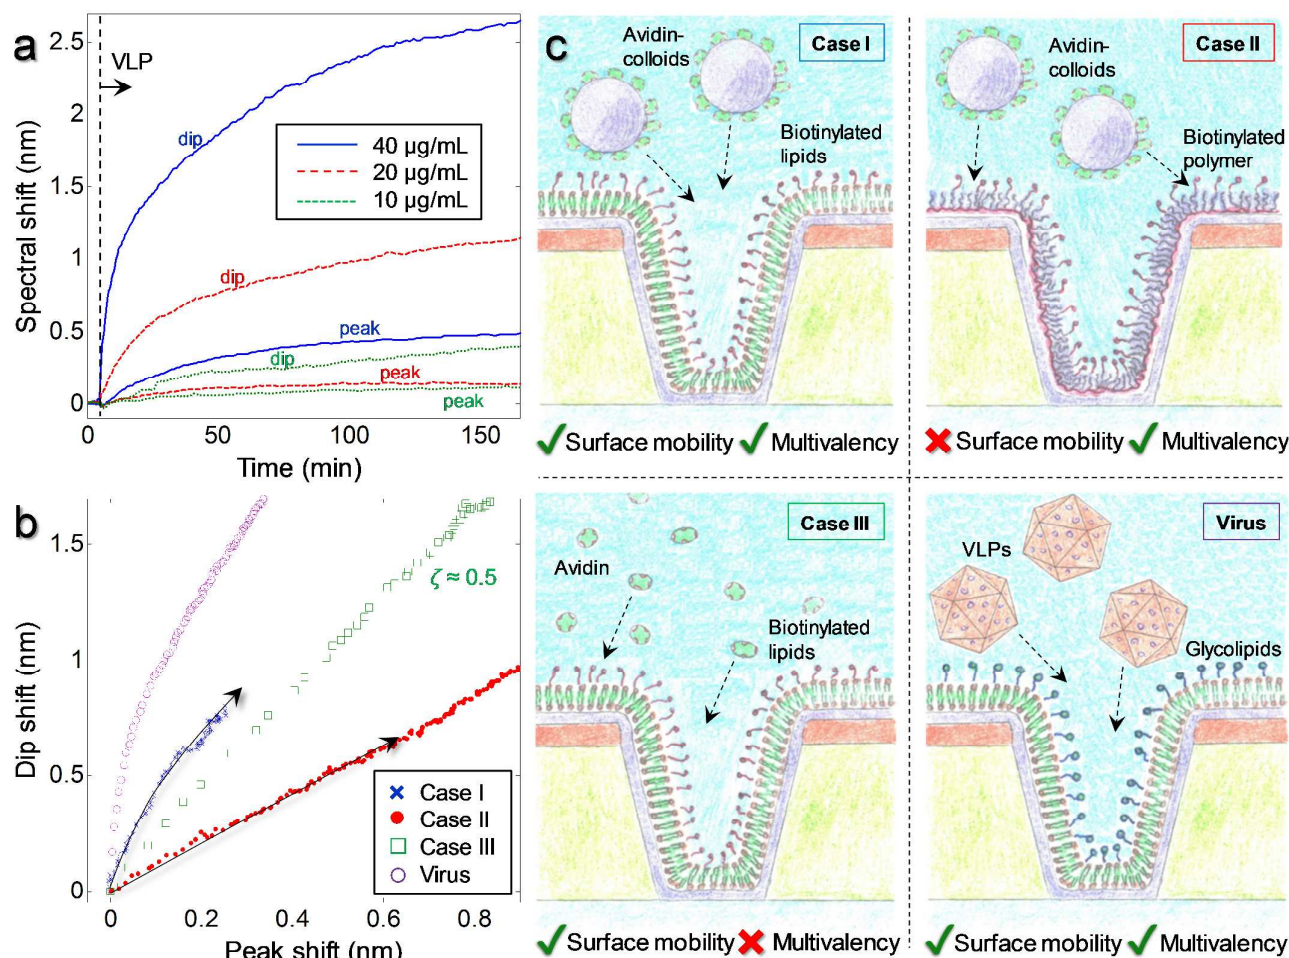 a
Spectral shift (nm)
2.5
2
1.5
1
0.5
0
VLP
dip
40 µg/mL
20 µg/mL
10 µg/mL
dip
peak
dip
peak
peak
0
50
100
150
Time (min)
b
Dip shift (nm)
1.5
1
0.5
0
ζ ≈ 0.5
Case I
Case II
Case III
Virus
0
0.2
0.4
0.6
0.8
Peak shift (nm)
c
Case I
Avidin-
colloids
Biotinylated
lipids
Surface mobility
Multivalency
Case II
Avidin-
colloids
Biotinylated
polymer
Surface mobility
Multivalency
Case III
Avidin
Biotinylated
lipids
Surface mobility
Multivalency
Virus
VLPs
Glycolipids
Surface mobility
Multivalency